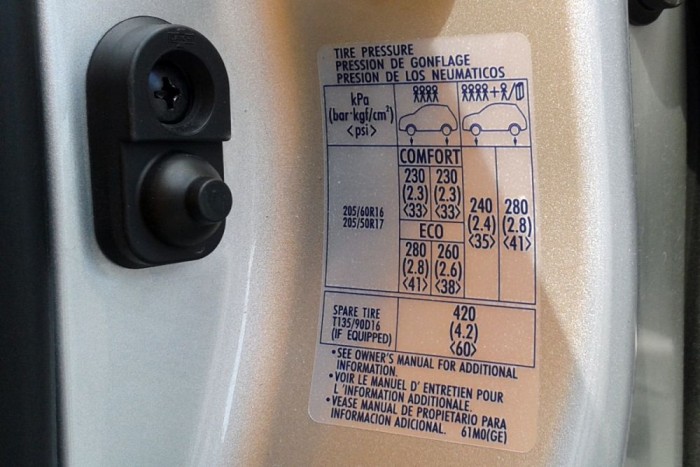 TIRE PRESSURE
PRESSION DE GONFLAGE
PRESION DE LOS NEUMATICOS
kPa
(bar·kgf/cm²)
<psi>
+ /
COMFORT
205/60R16
205/50R17
230 230
(2.3) (2.3)
<33> <33>
ECO
280 260
(2.8) (2.6)
<41> <38>
240 280
(2.4) (2.8)
<35> <41>
SPARE TIRE
T135/90D16
(IF EQUIPPED)
420
(4.2)
<60>
•SEE OWNER'S MANUAL FOR ADDITIONAL
INFORMATION.
•VOIR LE MANUEL D' ENTRETIEN POUR
L 'INFORMATION ADDITIONALE.
•VEASE MANUAL DE PROPIETARIO PARA
INFORMACION ADICIONAL. 61M0(GE)